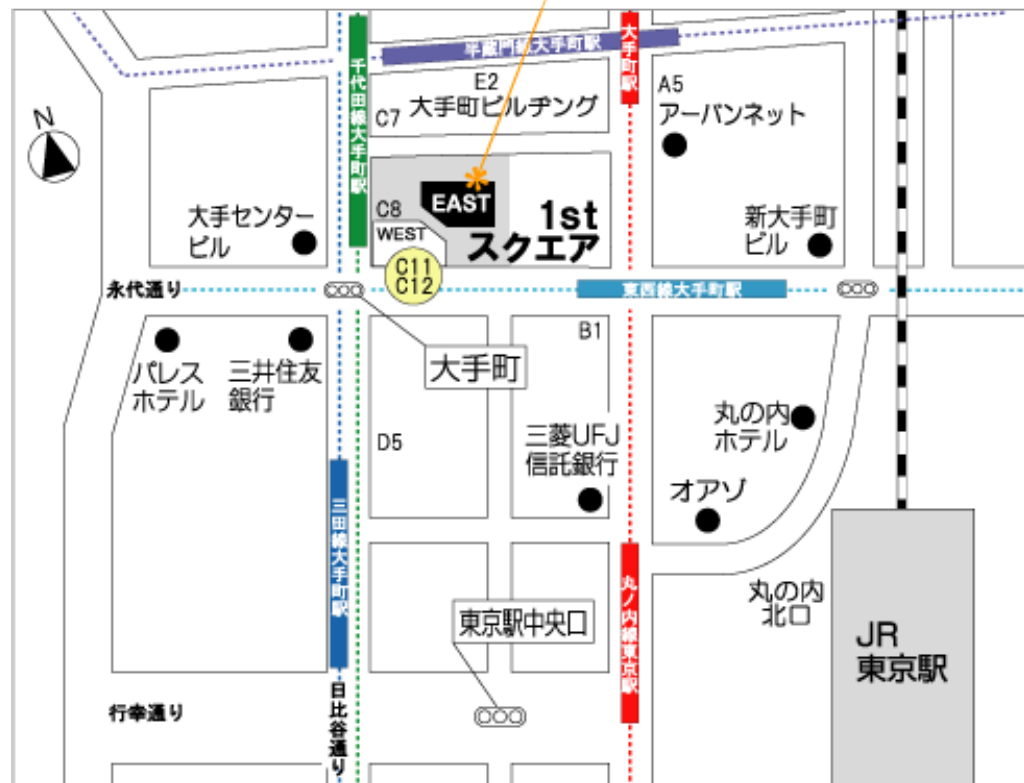 半蔵門線大手町駅
大手町駅
千代田線大手町駅
N
E2
大手町ビルヂング
C7
A5
アーバンネット
EAST
1st
スクエア
C8
WEST
C11
C12
大手センター
ビル
新大手町
ビル
永代通り
東西線大手町駅
大手町
B1
パレス
ホテル
三井住友
銀行
D5
三菱UFJ
信託銀行
丸の内
ホテル
オアゾ
三田線大手町駅
丸ノ内線東京駅
東京駅中央口
丸の内
北口
JR
東京駅
行幸通り
日比谷通り